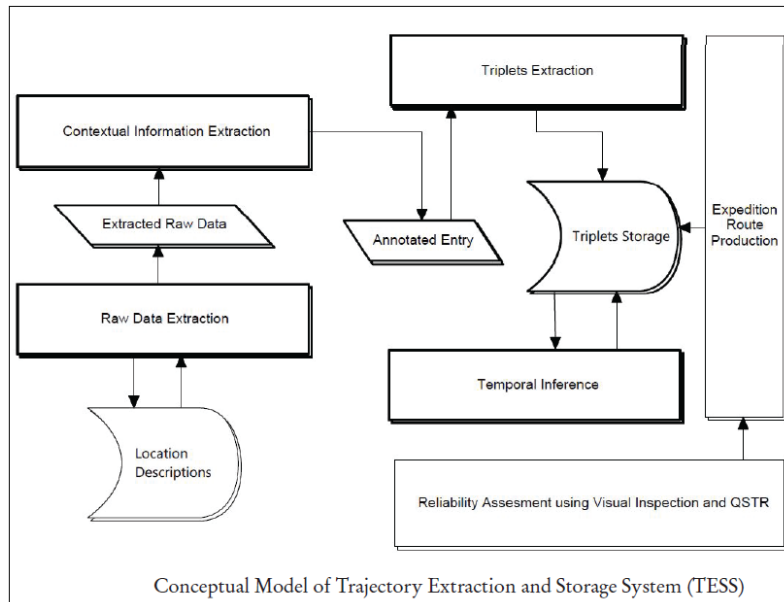 Triplets Extraction
Contextual Information Extraction
Extracted Raw Data
Annotated Entry
Triplets Storage
Expedition
Route
Production
Raw Data Extraction
Temporal Inference
Location
Descriptions
Reliability Assesment using Visual Inspection and QSTR
Conceptual Model of Trajectory Extraction and Storage System (TESS)